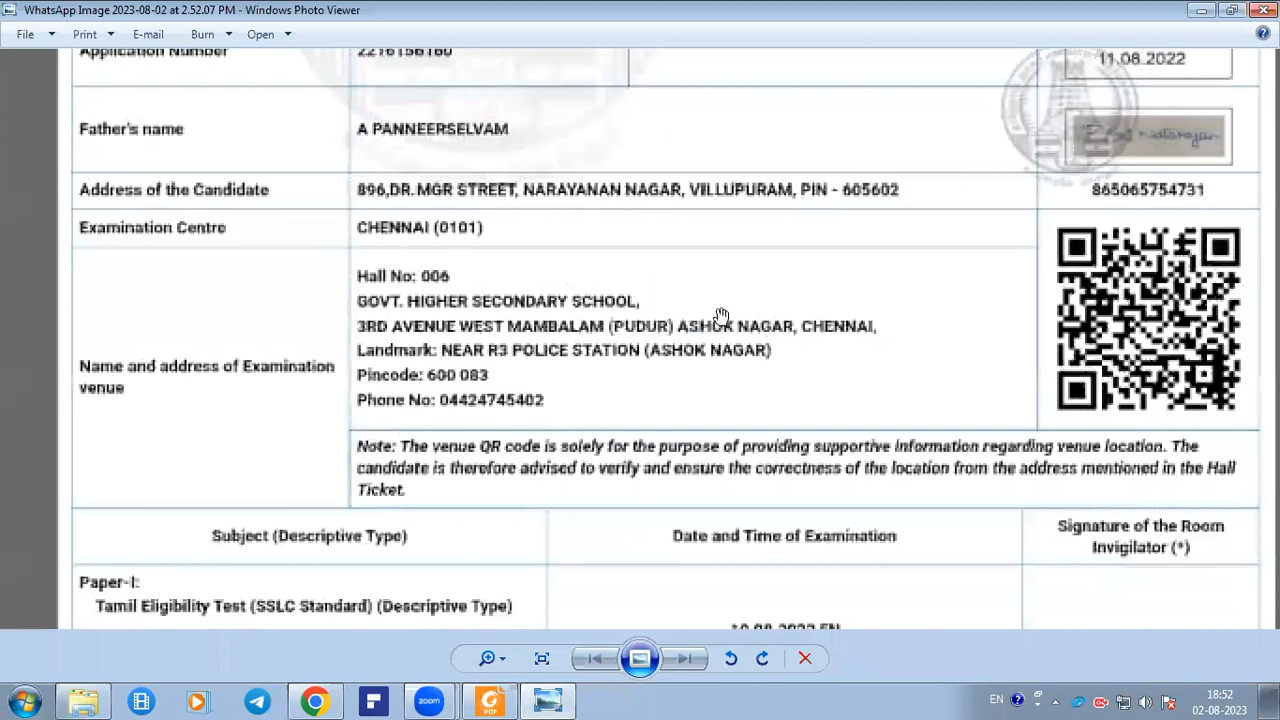 WhatsApp Image 2023-08-02 at 2.52.07 PM - Windows Photo Viewer
File Print E-mail Burn Open
Application Number 2216156160
11.08.2022
Father's name A PANNEERSELVAM
Address of the Candidate 896,DR. MGR STREET, NARAYANAN NAGAR, VILLUPURAM, PIN - 605602 865065754731
Examination Centre CHENNAI (0101)
Hall No: 006
GOVT. HIGHER SECONDARY SCHOOL,
3RD AVENUE WEST MAMBALAM (PUDUR) ASHOK NAGAR, CHENNAI,
Landmark: NEAR R3 POLICE STATION (ASHOK NAGAR)
Pincode: 600 083
Phone No: 04424745402
Name and address of Examination
venue
Note: The venue QR code is solely for the purpose of providing supportive information regarding venue location. The
candidate is therefore advised to verify and ensure the correctness of the location from the address mentioned in the Hall
Ticket.
Subject (Descriptive Type) Date and Time of Examination Signature of the Room
Invigilator (*)
Paper-I:
Tamil Eligibility Test (SSLC Standard) (Descriptive Type)
zoom
PDF
EN
18:52
02-08-2023